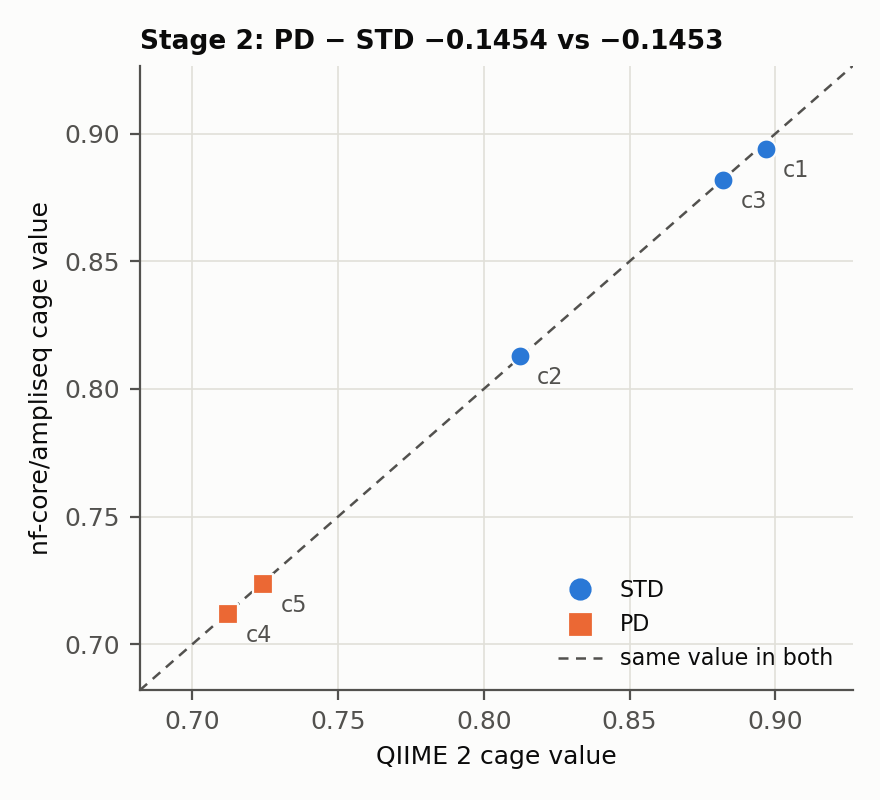 Stage 2: PD − STD −0.1454 vs −0.1453
nf-core/ampliseq cage value
0.90
0.85
0.80
0.75
0.70
c1
c3
c2
c5
c4
STD
PD
same value in both
0.70 0.75 0.80 0.85 0.90
QIIME 2 cage value